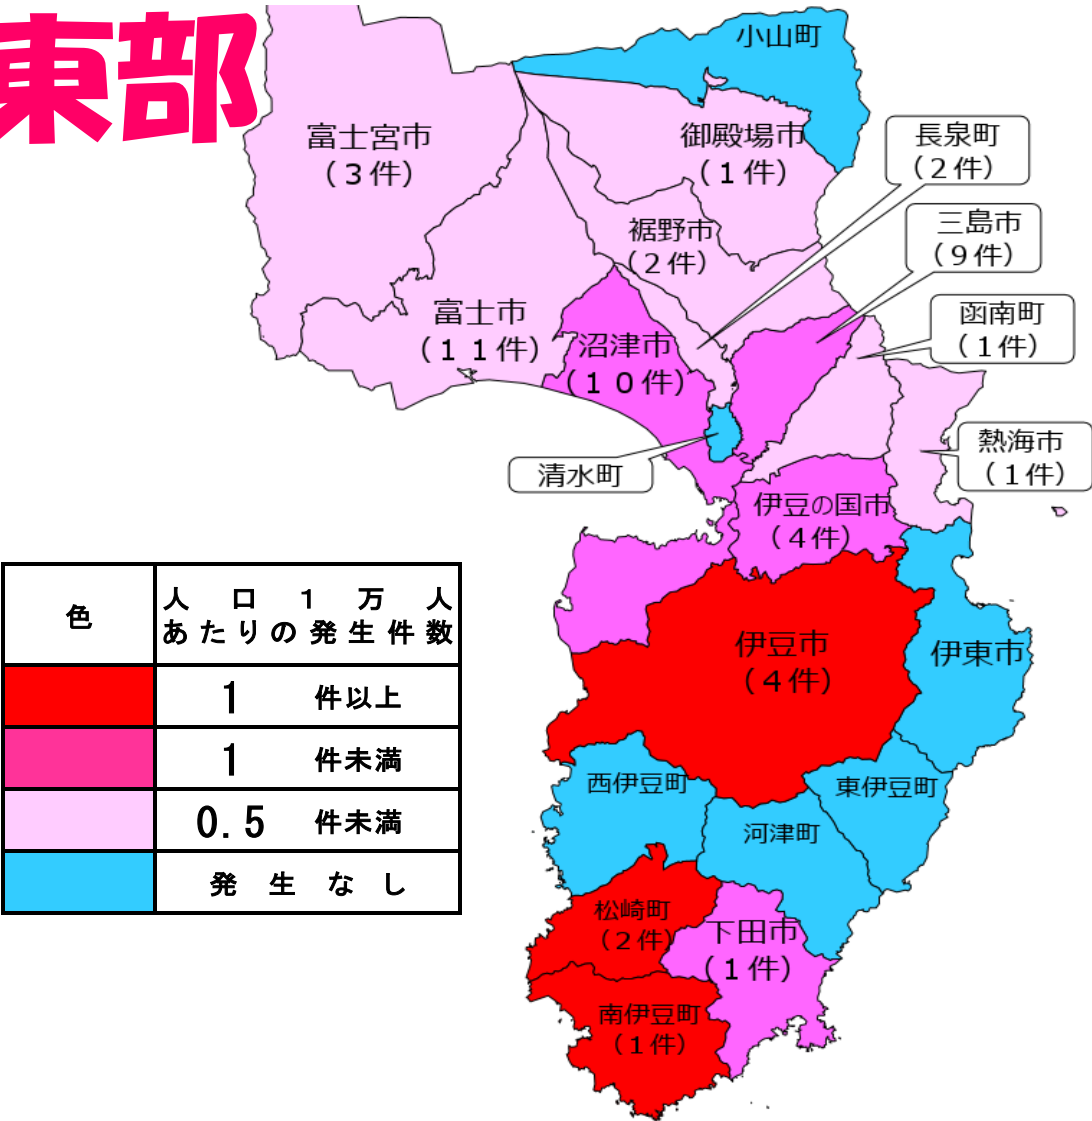 東部
小山町
富士宮市
（3件）
御殿場市
（1件）
長泉町
（2件）
三島市
（9件）
裾野市
（2件）
函南町
（1件）
富士市
（11件）
沼津市
（10件）
熱海市
（1件）
清水町
伊豆の国市
（4件）
伊豆市
（4件）
伊東市
西伊豆町
東伊豆町
河津町
松崎町
（2件）
下田市
（1件）
南伊豆町
（1件）
色
人口1万人
あたりの発生件数
1 件以上
1 件未満
0.5 件未満
発生なし